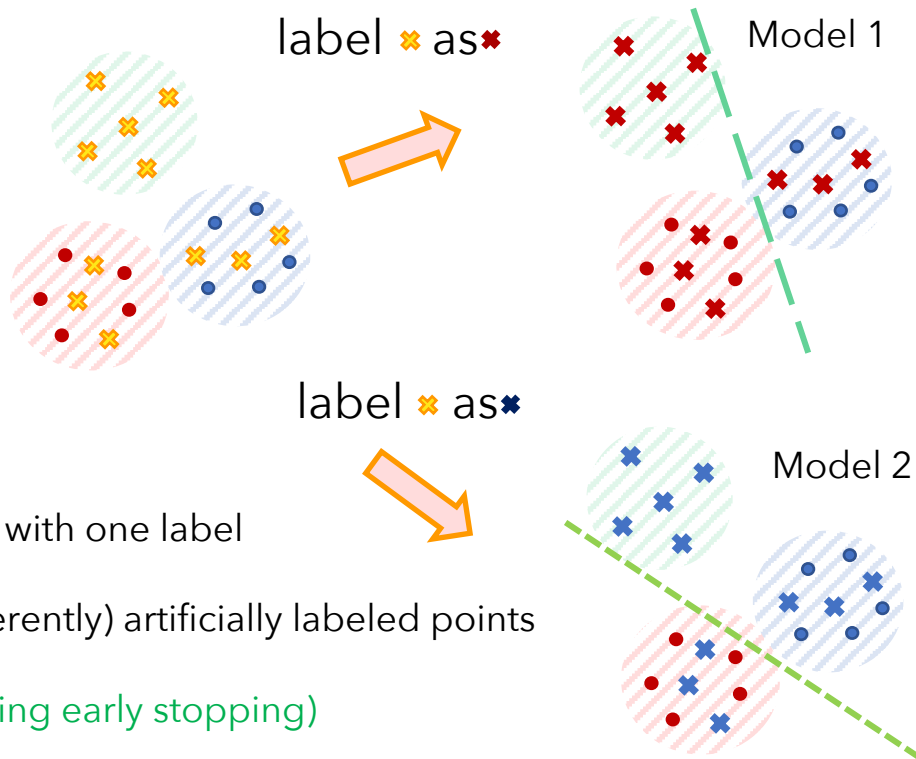 label as
Model 1
label as
Model 2
with one label
erently) artificially labeled points
ing early stopping)